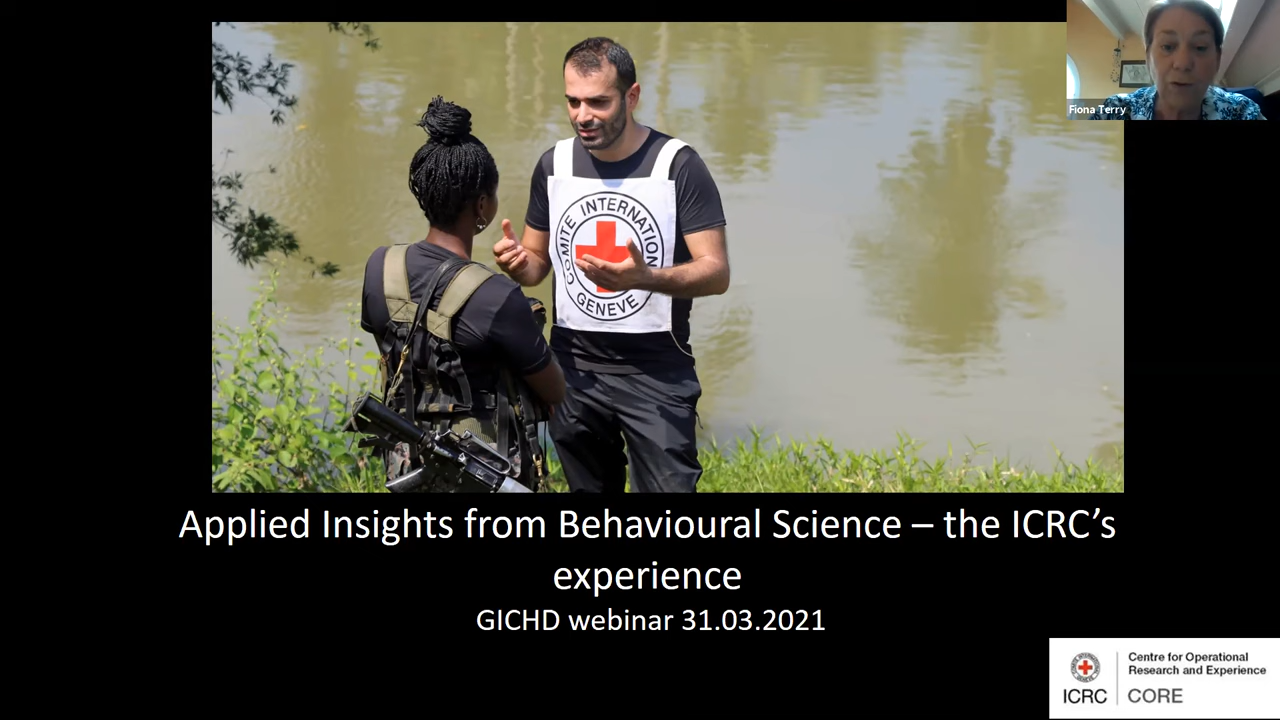 Fiona Terry
COMITE INTERNATION
GENEVE
Applied Insights from Behavioural Science – the ICRC's
experience
GICHD webinar 31.03.2021
ICRC
Centre for Operational
Research and Experience
CORE